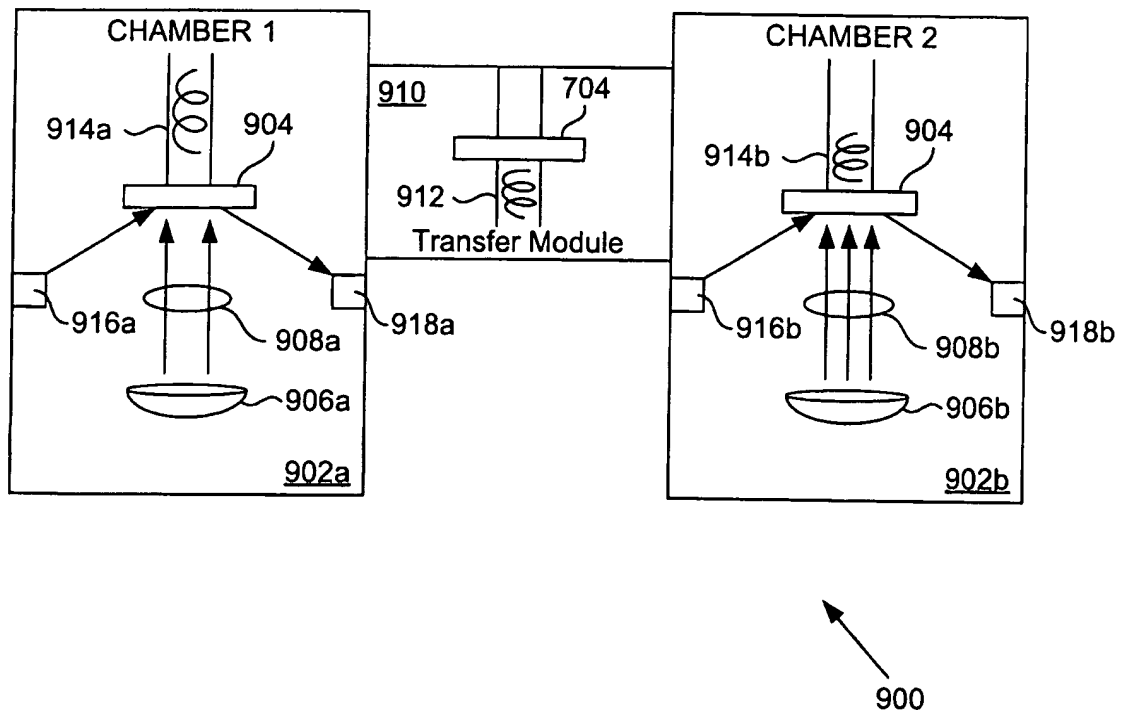 CHAMBER 1
CHAMBER 2
910
704
914a
904
914b
904
912
Transfer Module
916a
918a
916b
918b
908a
908b
906a
906b
902a
902b
900